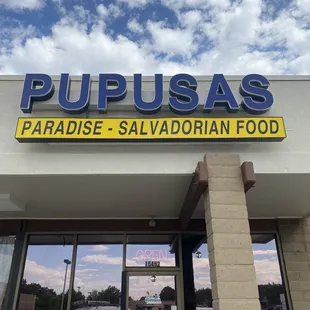 PUPUSAS
PARADISE - SALVADORIAN FOOD
OPEN